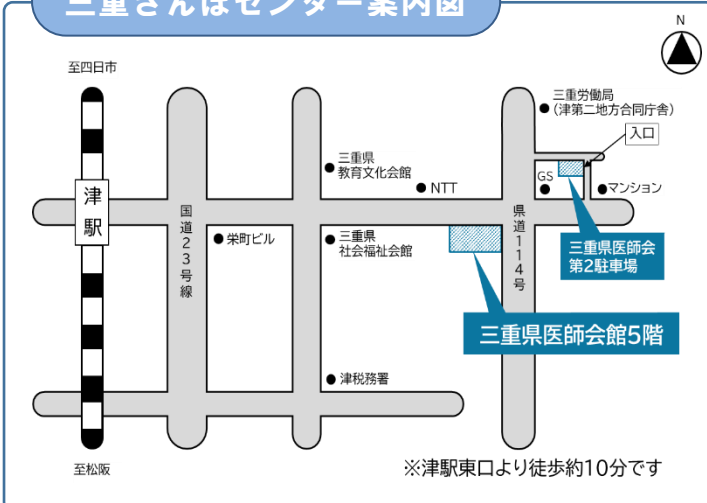 三重さんぽセンター案内図
N
至四日市
三重労働局
(津第二地方合同庁舎)
入口
三重県
教育文化会館
NTT
GS
マンション
津駅
国道23号線
栄町ビル
三重県
社会福祉会館
県道114号
三重県医師会
第2駐車場
三重県医師会館5階
津税務署
至松阪
※津駅東口より徒歩約10分です